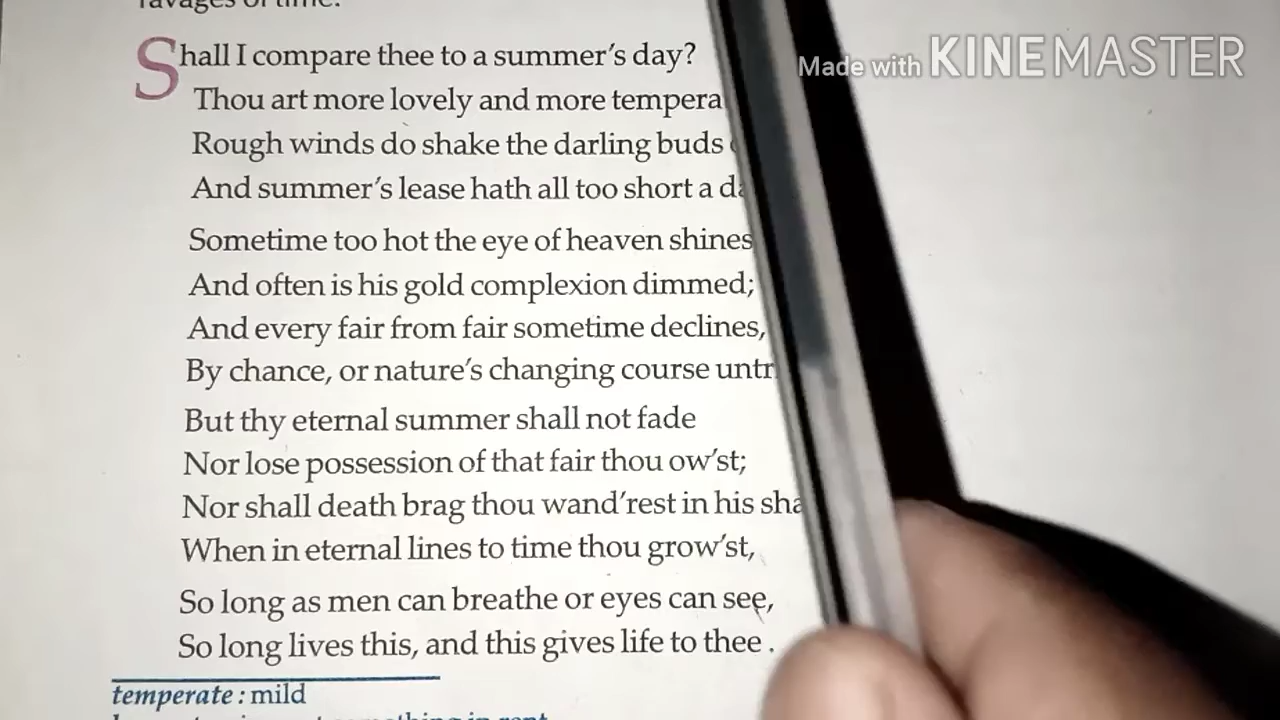 ravages of time.
Made with KINEMASTER
Shall I compare thee to a summer's day?
Thou art more lovely and more tempera
Rough winds do shake the darling buds
And summer's lease hath all too short a da
Sometime too hot the eye of heaven shines
And often is his gold complexion dimmed;
And every fair from fair sometime declines,
By chance, or nature's changing course untr
But thy eternal summer shall not fade
Nor lose possession of that fair thou ow'st;
Nor shall death brag thou wand'rest in his sha
When in eternal lines to time thou grow'st,
So long as men can breathe or eyes can see,
So long lives this, and this gives life to thee .
temperate : mild